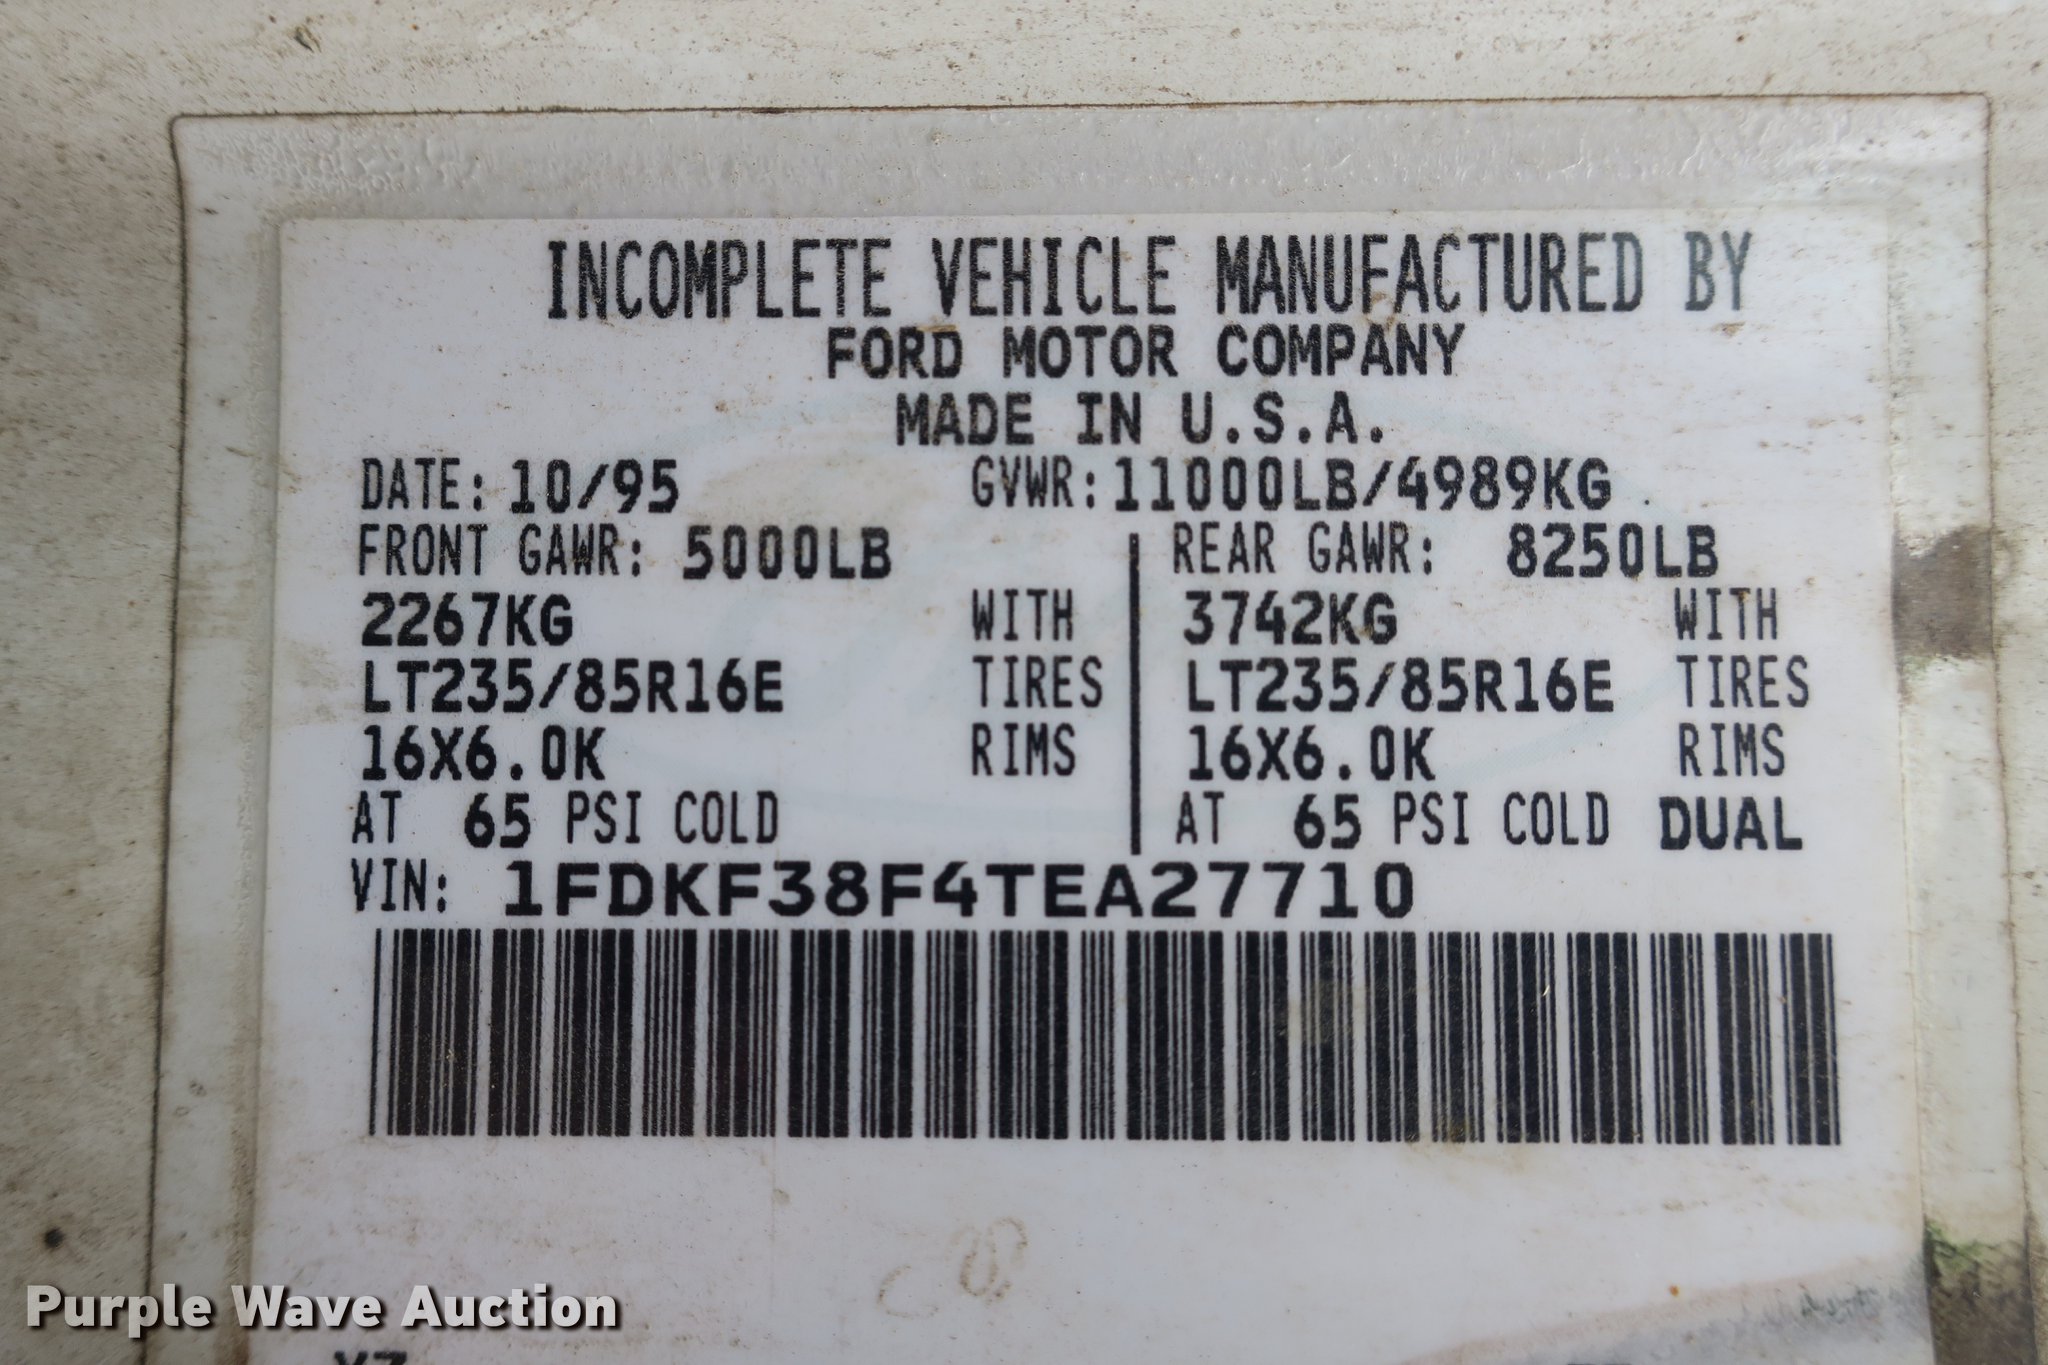 INCOMPLETE VEHICLE MANUFACTURED BY
FORD MOTOR COMPANY
MADE IN U.S.A.
DATE: 10/95 GVWR: 11000LB/4989KG
FRONT GAWR: 5000LB REAR GAWR: 8250LB
2267KG WITH 3742KG WITH
LT235/85R16E TIRES LT235/85R16E TIRES
16X6.0K RIMS 16X6.0K RIMS
AT 65 PSI COLD AT 65 PSI COLD DUAL
VIN: 1FDKF38F4TEA27710
Purple Wave Auction